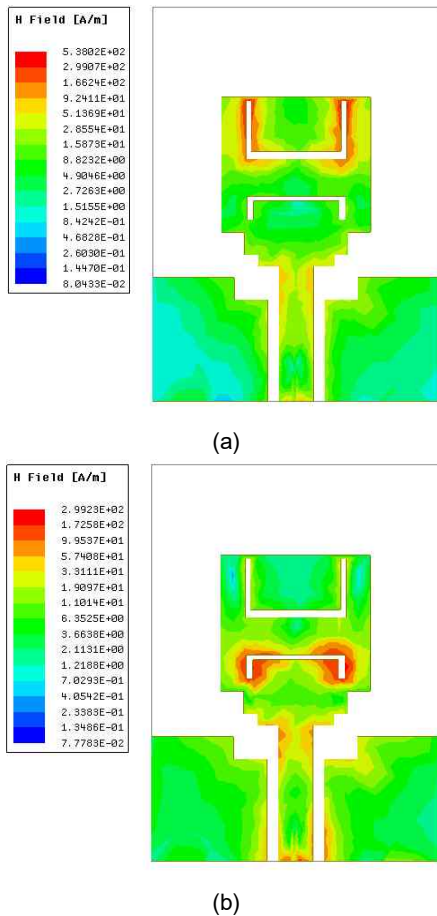 H Field [A/m]
5.3802E+02
2.9907E+02
1.6624E+02
9.2411E+01
5.1369E+01
2.8554E+01
1.5873E+01
8.8232E+00
4.9046E+00
2.7263E+00
1.5155E+00
8.4242E-01
4.6828E-01
2.6030E-01
1.4470E-01
8.0433E-02
(a)
H Field [A/m]
2.9923E+02
1.7258E+02
9.9537E+01
5.7408E+01
3.3111E+01
1.9097E+01
1.1014E+01
6.3525E+00
3.6638E+00
2.1131E+00
1.2188E+00
7.0293E-01
4.0542E-01
2.3383E-01
1.3486E-01
7.7783E-02
(b)